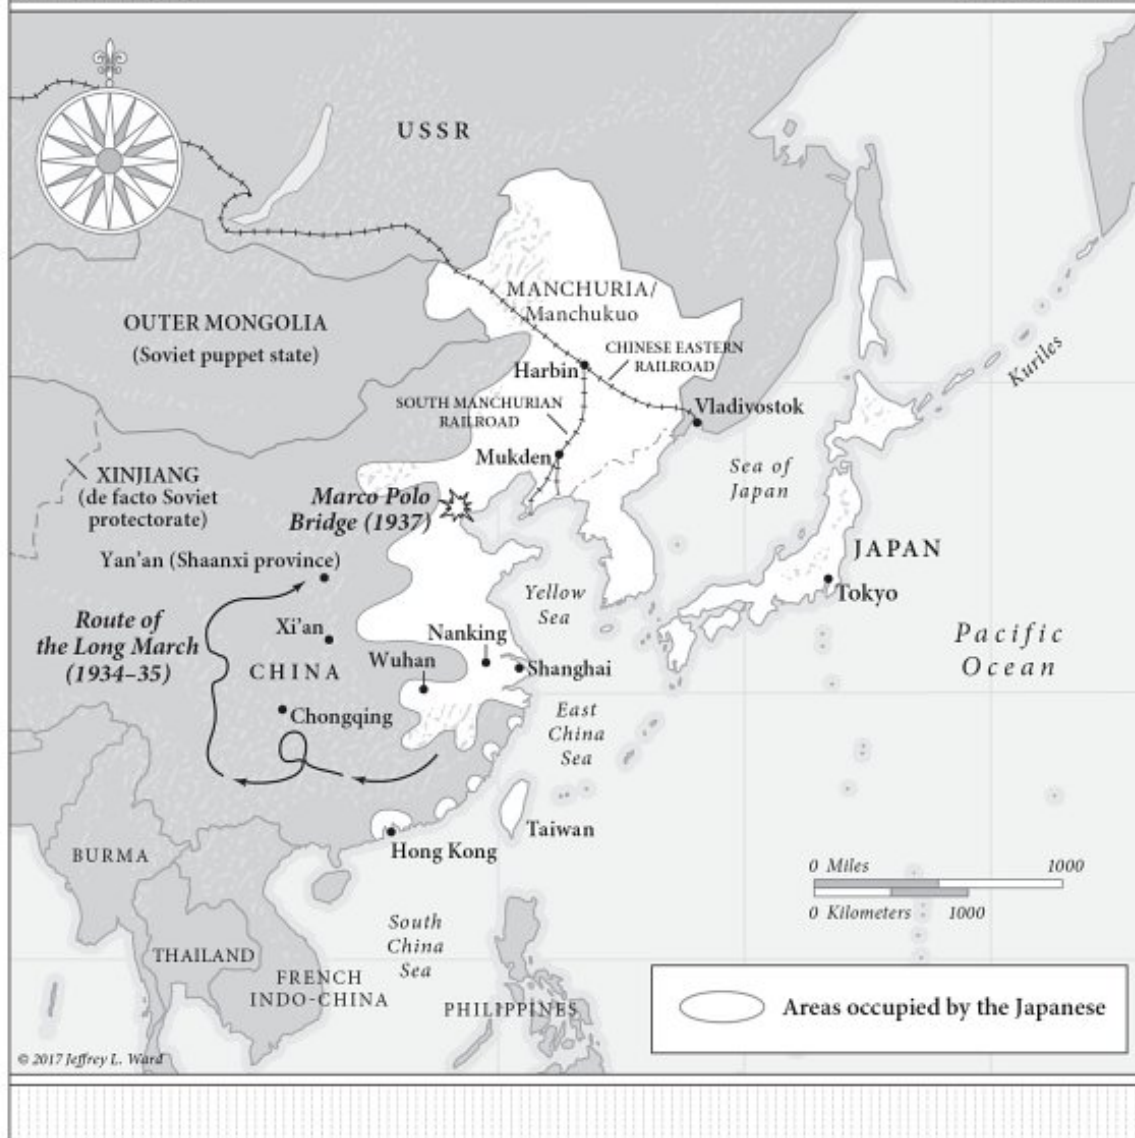 USSR
MANCHURIA/
Manchukuo
OUTER MONGOLIA
(Soviet puppet state)
CHINESE EASTERN
RAILROAD
Harbin
SOUTH MANCHURIAN
RAILROAD
Vladivostok
Kuriles
Mukden
Sea of
Japan
XINJIANG
(de facto Soviet
protectorate)
Marco Polo
Bridge (1937)
JAPAN
Yan'an (Shaanxi province)
Tokyo
Yellow
Sea
Route of
the Long March
(1934–35)
Xi'an
Nanking
Pacific
Ocean
CHINA
Wuhan
Shanghai
Chongqing
East
China
Sea
Taiwan
Hong Kong
BURMA
0 Miles 1000
0 Kilometers 1000
South
China
Sea
THAILAND
FRENCH
INDO-CHINA
PHILIPPINES
Areas occupied by the Japanese
© 2017 Jeffrey L. Ward